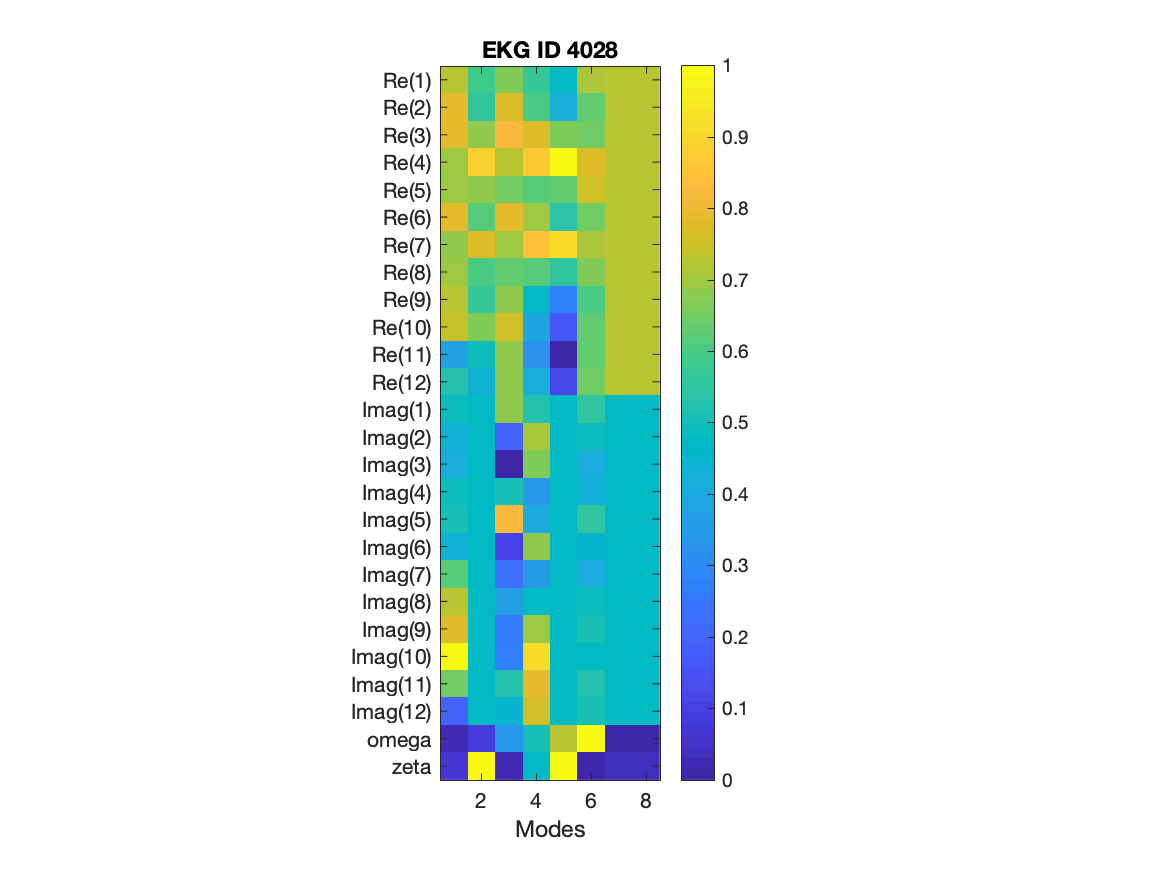 EKG ID 4028
Re(1)
Re(2)
Re(3)
Re(4)
Re(5)
Re(6)
Re(7)
Re(8)
Re(9)
Re(10)
Re(11)
Re(12)
Imag(1)
Imag(2)
Imag(3)
Imag(4)
Imag(5)
Imag(6)
Imag(7)
Imag(8)
Imag(9)
Imag(10)
Imag(11)
Imag(12)
omega
zeta
2 4 6 8
Modes
1
0.9
0.8
0.7
0.6
0.5
0.4
0.3
0.2
0.1
0